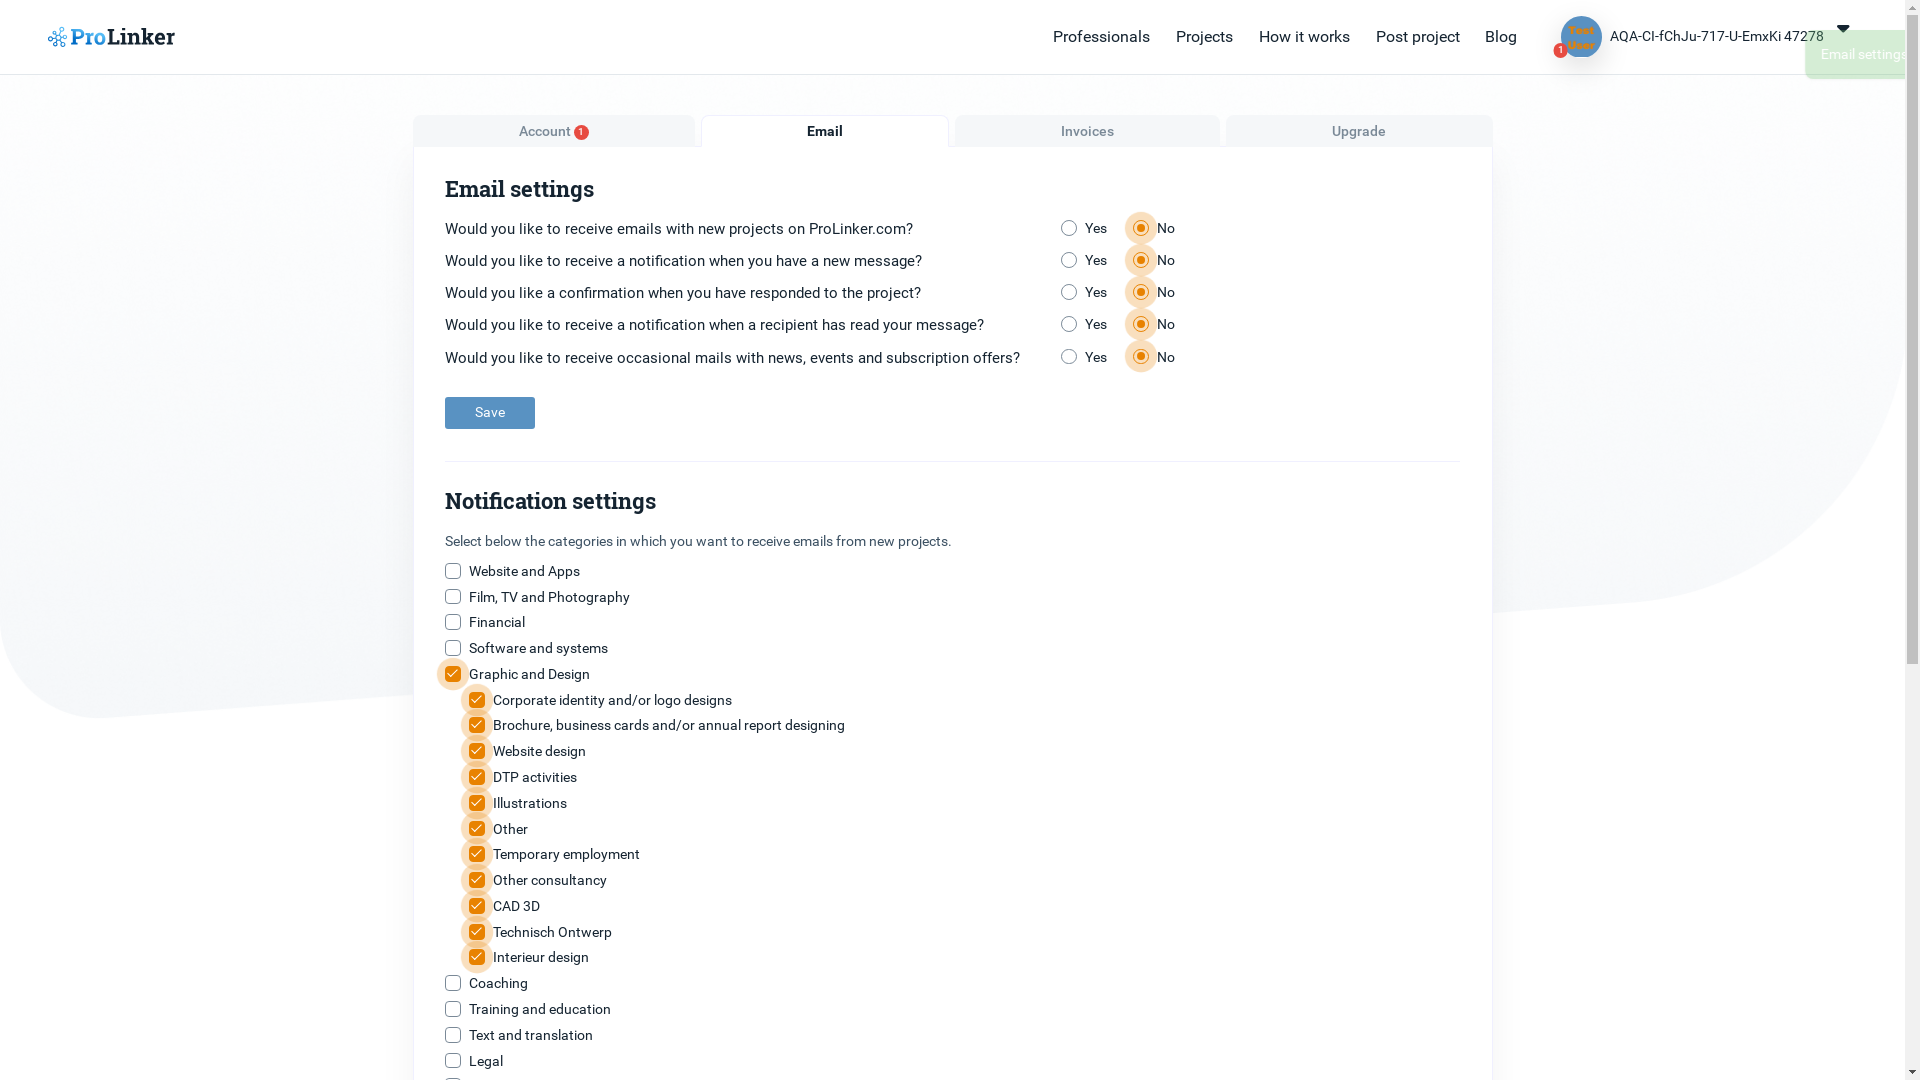 ProLinker
Professionals
Projects
How it works
Post project
Blog
Test
User
1
AQA-CI-fChJu-717-U-EmxKi 47278
Email settings
Account 1
Email
Invoices
Upgrade
Email settings
Would you like to receive emails with new projects on ProLinker.com?
Yes
No
Would you like to receive a notification when you have a new message?
Yes
No
Would you like a confirmation when you have responded to the project?
Yes
No
Would you like to receive a notification when a recipient has read your message?
Yes
No
Would you like to receive occasional mails with news, events and subscription offers?
Yes
No
Save
Notification settings
Select below the categories in which you want to receive emails from new projects.
Website and Apps
Film, TV and Photography
Financial
Software and systems
Graphic and Design
Corporate identity and/or logo designs
Brochure, business cards and/or annual report designing
Website design
DTP activities
Illustrations
Other
Temporary employment
Other consultancy
CAD 3D
Technisch Ontwerp
Interieur design
Coaching
Training and education
Text and translation
Legal